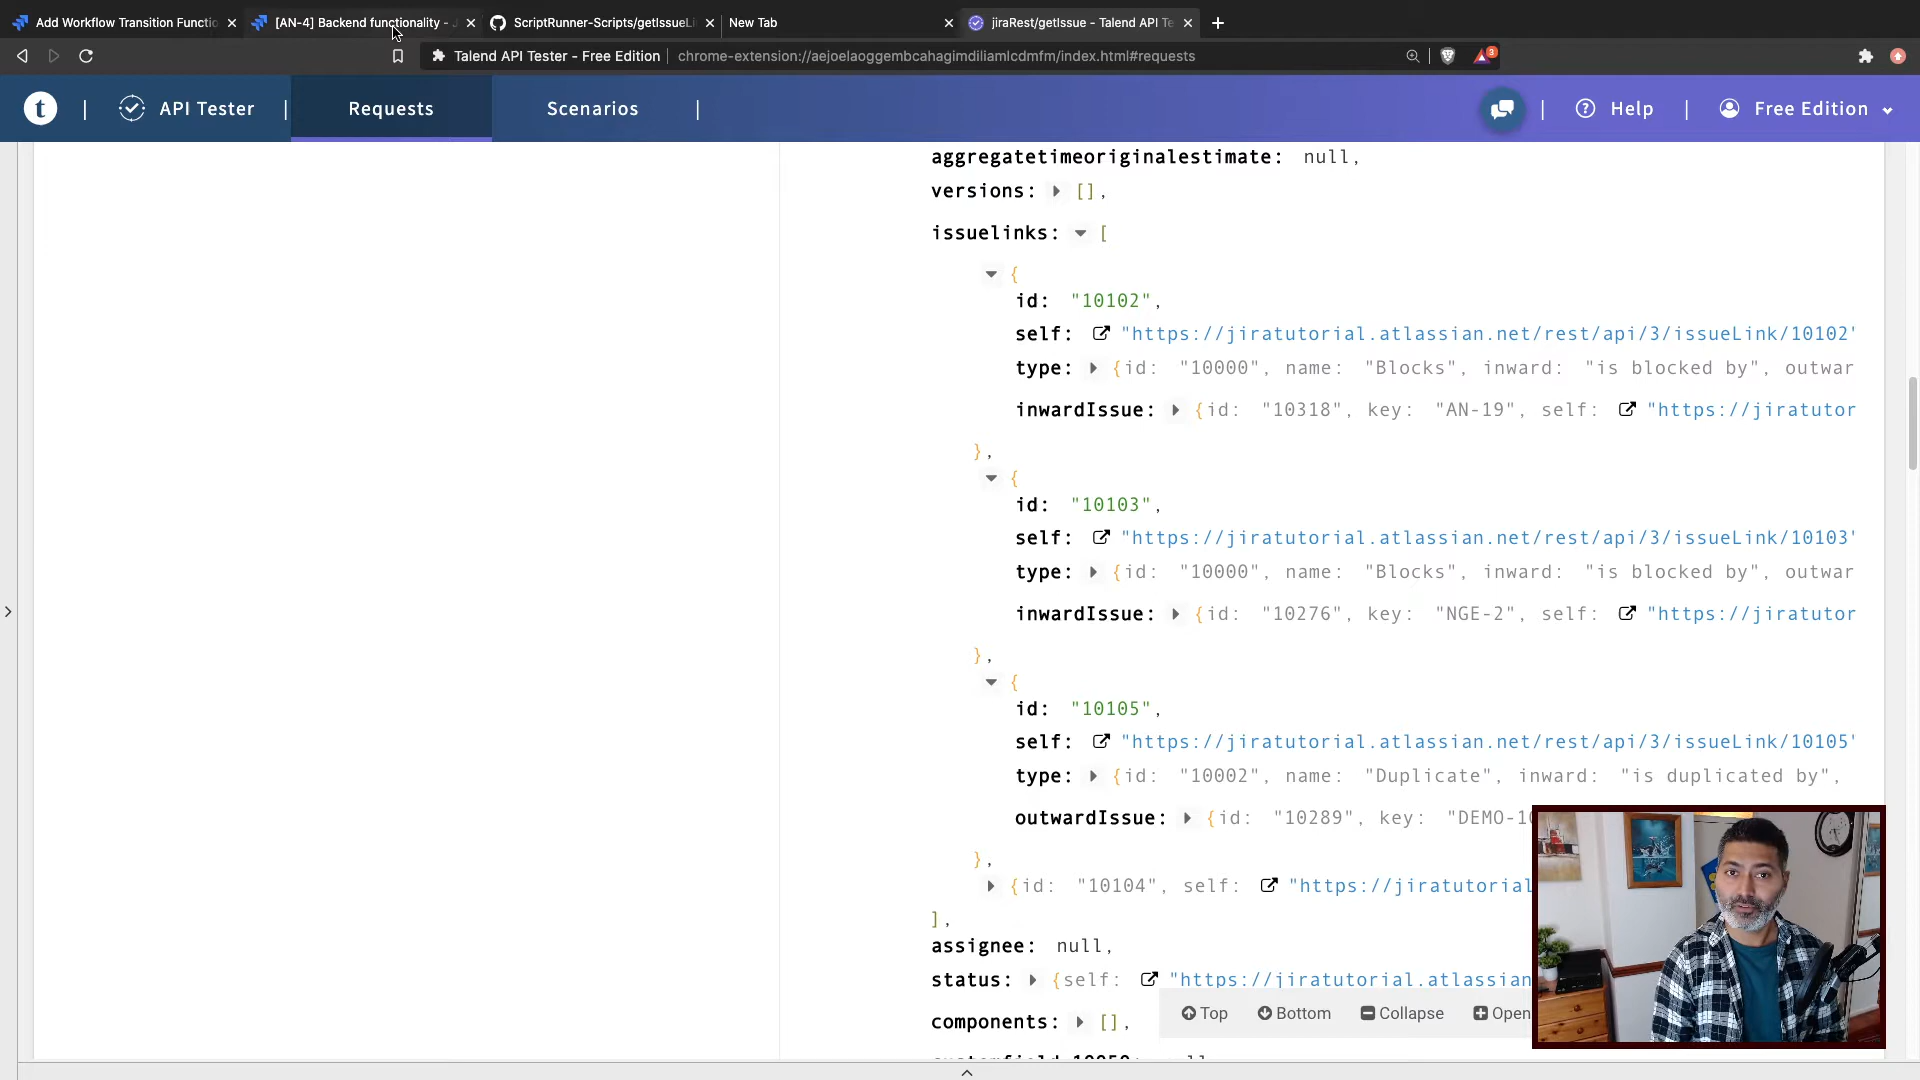 Add Workflow Transition Functio
[AN-4] Backend functionality - J
ScriptRunner-Scripts/getIssueLi
New Tab
jiraRest/getIssue - Talend API Te
Talend API Tester - Free Edition
chrome-extension://aejoelaoggembcahagimdiliamlcdmfm/index.html#requests
3
t
API Tester
Requests
Scenarios
Help
Free Edition
aggregatetimeoriginalestimate: null,
versions: [],
issuelinks: [
{
id: "10102",
self: "https://jiratutorial.atlassian.net/rest/api/3/issueLink/10102"
type: {id: "10000", name: "Blocks", inward: "is blocked by", outwar
inwardIssue: {id: "10318", key: "AN-19", self: "https://jiratutor
},
{
id: "10103",
self: "https://jiratutorial.atlassian.net/rest/api/3/issueLink/10103"
type: {id: "10000", name: "Blocks", inward: "is blocked by", outwar
inwardIssue: {id: "10276", key: "NGE-2", self: "https://jiratutor
},
{
id: "10105",
self: "https://jiratutorial.atlassian.net/rest/api/3/issueLink/10105"
type: {id: "10002", name: "Duplicate", inward: "is duplicated by",
outwardIssue: {id: "10289", key: "DEMO-10
},
{id: "10104", self: "https://jiratutorial
],
assignee: null,
status: {self: "https://jiratutorial.atlassian
components: [],
Top
Bottom
Collapse
Open